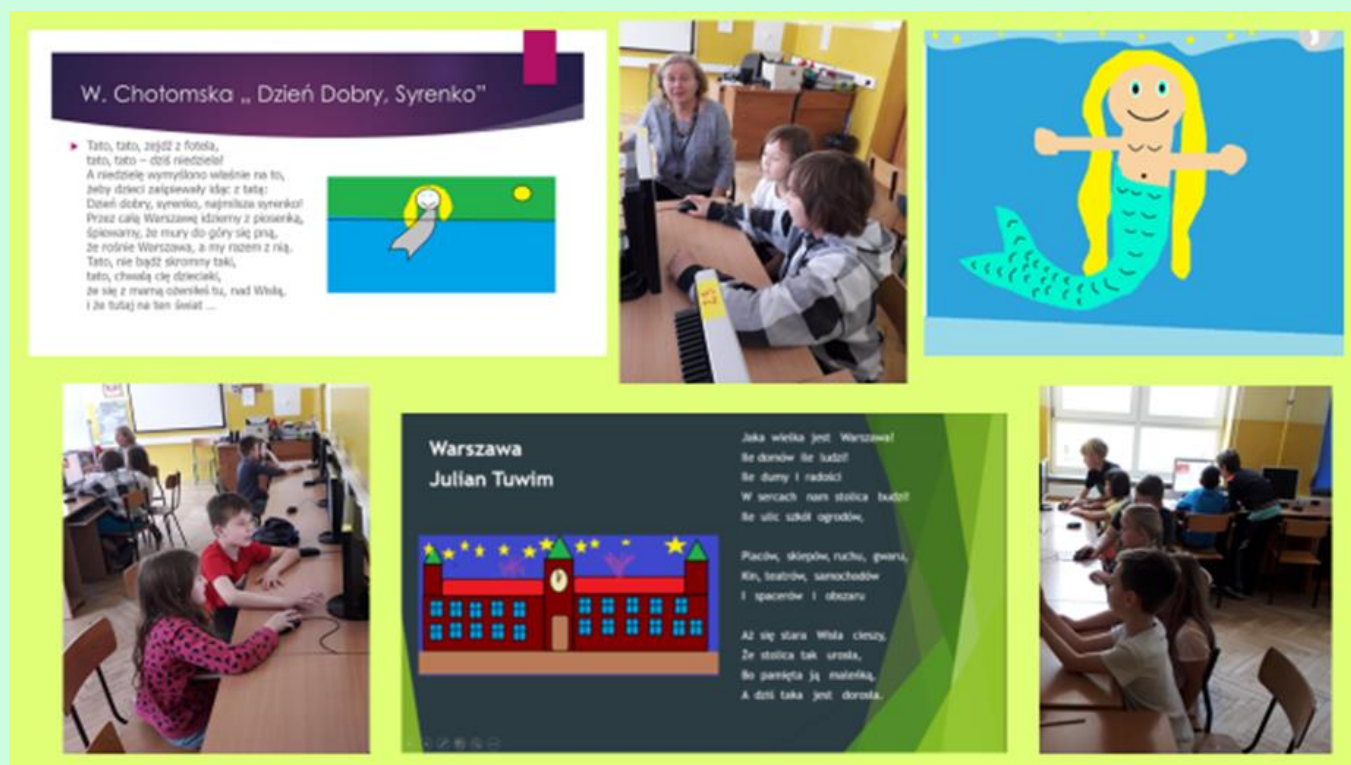 W. Chotomska „ Dzień Dobry, Syrenko”
Tato, tato, zejdź z fotela,
tato, tato – dziś niedziela!
A niedzielę wymyślono właśnie na to,
żeby dzieci zaśpiewały idąc z tatą:
Dzień dobry, syrenko, najmilsza syrenko!
Przez całą Warszawę idziemy z piosenką,
śpiewamy, że mury do góry się pną,
że rośnie Warszawa, a my razem z nią.
Tato, nie bądź skromny taki,
tato, chwalą cię dzieciaki,
że się z mamą ożeniłeś tu, nad Wisłą,
i że tutaj na ten świat ...
Warszawa
Julian Tuwim
Jaka wielka jest Warszawa!
Ile domów ile ludzi!
Ile dumy i radości
W sercach nam stolica budzi!
Ile ulic szkół ogrodów,
Placów, sklepów, ruchu, gwaru,
Kin, teatrów, samochodów
I spacerów i obszaru
Aż się stara Wisła cieszy,
Że stolica tak urosła,
Bo pamięta ją maleńką,
A dziś taka jest dorosła.